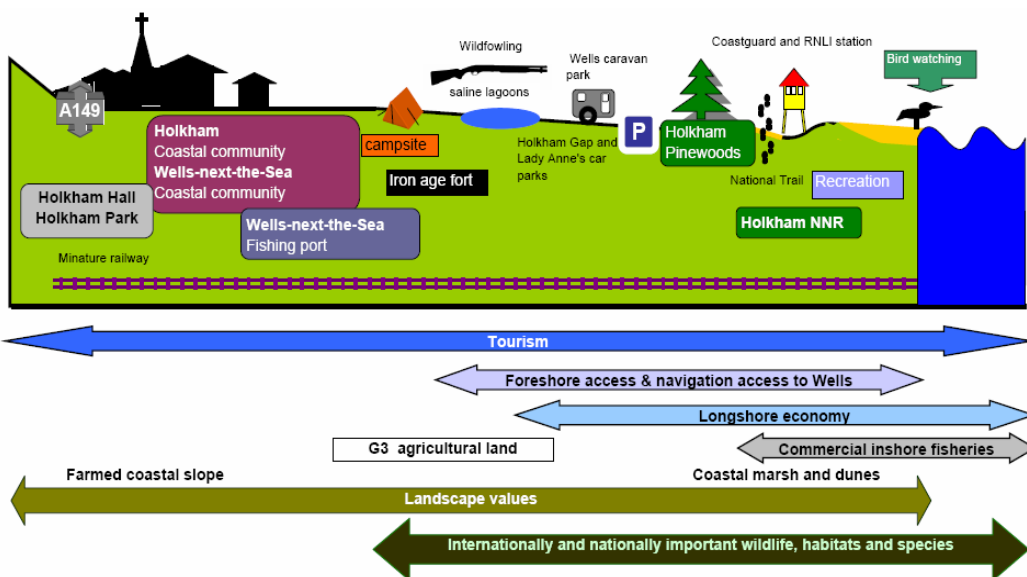 Wildfowling
saline lagoons
Wells caravan
park
Coastguard and RNLI station
Bird watching
A149
Holkham
Coastal community
Wells-next-the-Sea
Coastal community
campsite
Iron age fort
Holkham Gap and
Lady Anne's car
parks
P
Holkham
Pinewoods
National Trail
Recreation
Holkham Hall
Holkham Park
Wells-next-the-Sea
Fishing port
Holkham NNR
Minature railway
Tourism
Foreshore access & navigation access to Wells
Longshore economy
G3 agricultural land
Commercial inshore fisheries
Farmed coastal slope
Coastal marsh and dunes
Landscape values
Internationally and nationally important wildlife, habitats and species